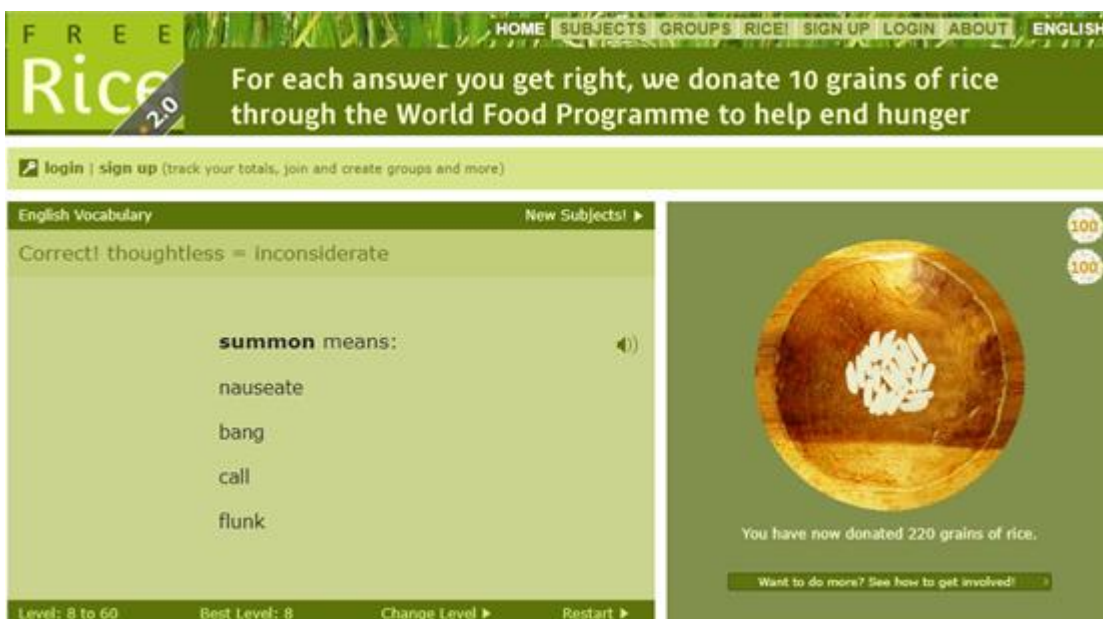 F R E E
Rice
2.0
HOME SUBJECTS GROUPS RICE! SIGN UP LOGIN ABOUT ENGLISH
For each answer you get right, we donate 10 grains of rice
through the World Food Programme to help end hunger
login | sign up (track your totals, join and create groups and more)
English Vocabulary New Subjects! ▶
Correct! thoughtless = inconsiderate
summon means:
nauseate
bang
call
flunk
Level: 8 to 60 Best Level: 8 Change Level ▶ Restart ▶
100
100
You have now donated 220 grains of rice.
Want to do more? See how to get involved!